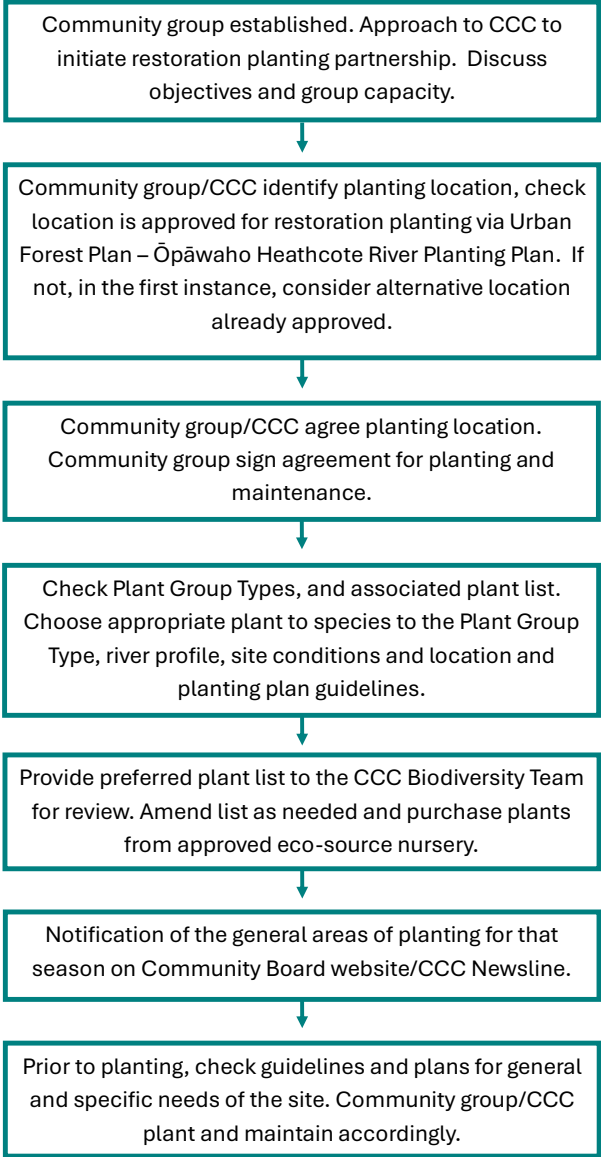 Community group established. Approach to CCC to
initiate restoration planting partnership.  Discuss
objectives and group capacity.
Community group/CCC identify planting location, check
location is approved for restoration planting via Urban
Forest Plan – Ōpāwaho Heathcote River Planting Plan.  If
not, in the first instance, consider alternative location
already approved.
Community group/CCC agree planting location.
Community group sign agreement for planting and
maintenance.
Check Plant Group Types, and associated plant list.
Choose appropriate plant to species to the Plant Group
Type, river profile, site conditions and location and
planting plan guidelines.
Provide preferred plant list to the CCC Biodiversity Team
for review. Amend list as needed and purchase plants
from approved eco-source nursery.
Notification of the general areas of planting for that
season on Community Board website/CCC Newsline.
Prior to planting, check guidelines and plans for general
and specific needs of the site. Community group/CCC
plant and maintain accordingly.